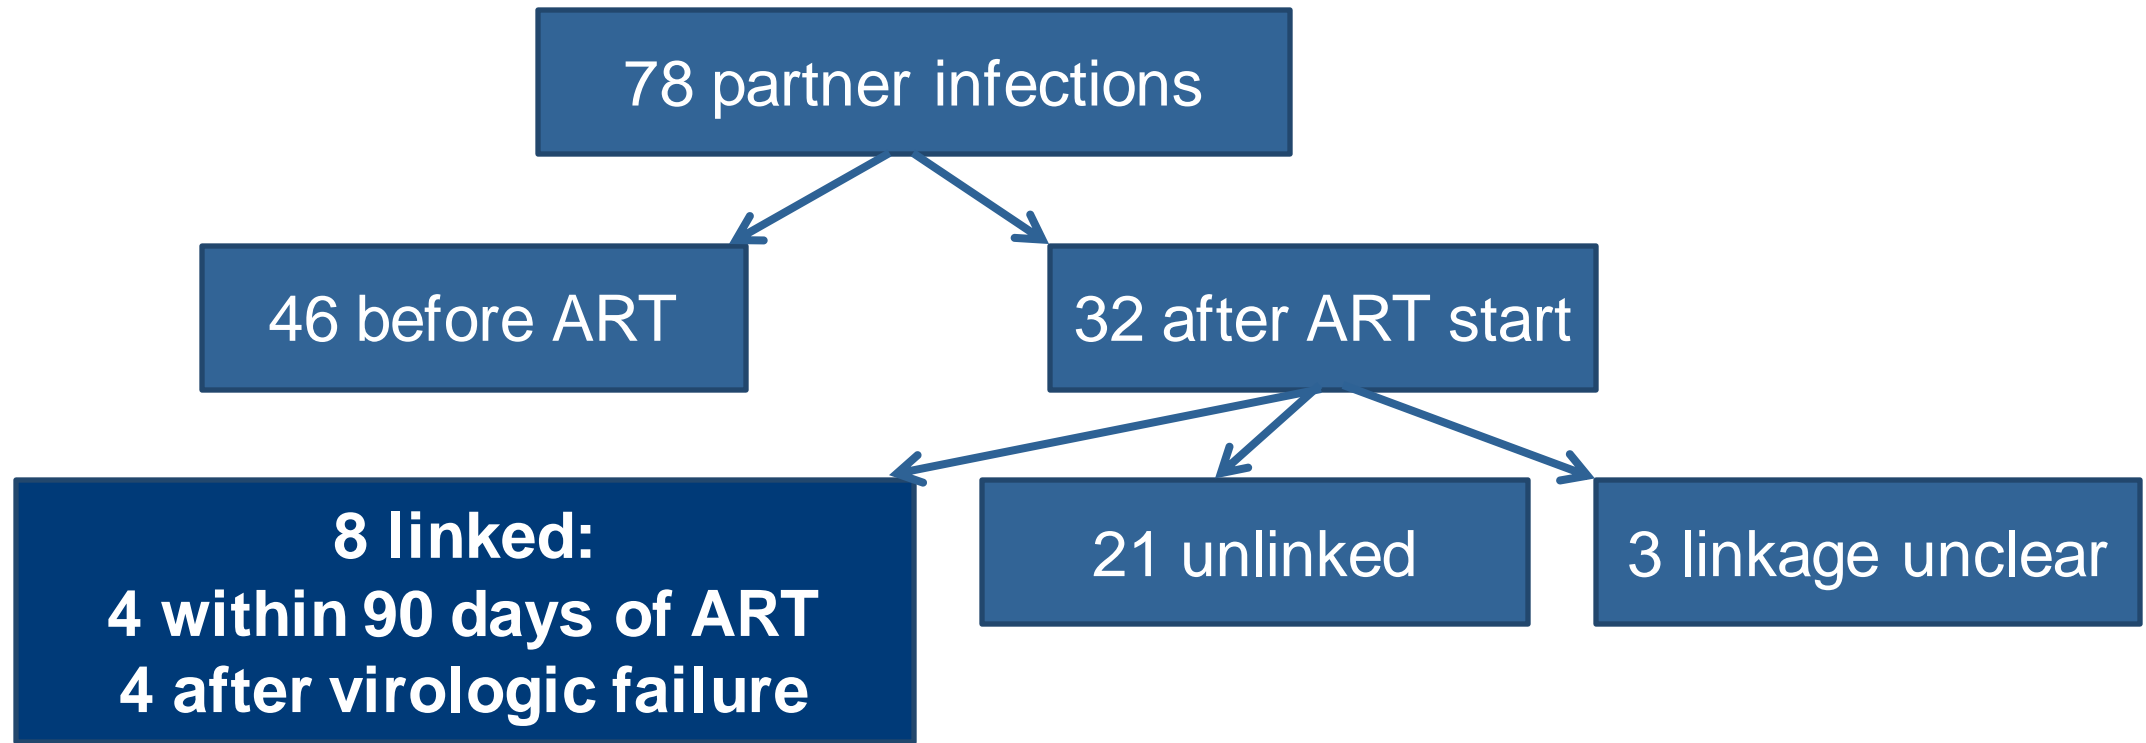 78 partner infections
46 before ART
32 after ART start
8 linked:
4 within 90 days of ART
4 after virologic failure
21 unlinked
3 linkage unclear